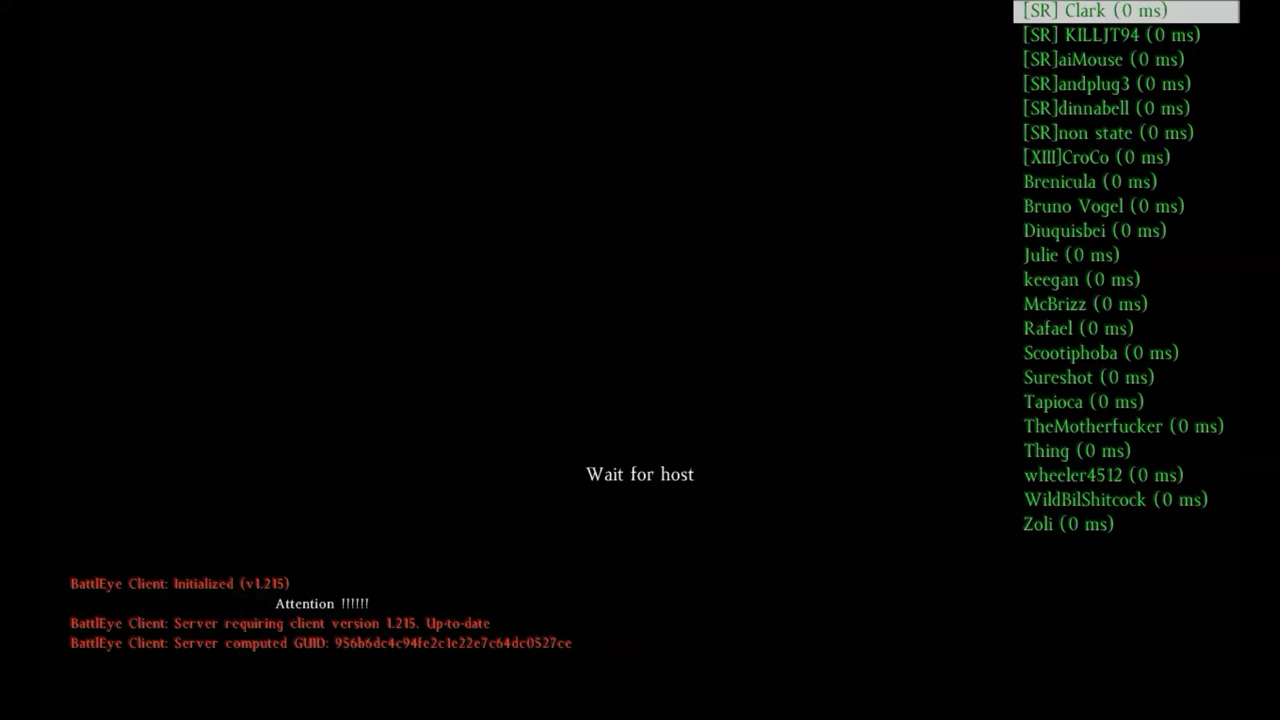 [SR] Clark (0 ms)
[SR] KILLJT94 (0 ms)
[SR]aiMouse (0 ms)
[SR]andplug3 (0 ms)
[SR]dinnabell (0 ms)
[SR]non state (0 ms)
[XIII]CroCo (0 ms)
Brenicula (0 ms)
Bruno Vogel (0 ms)
Diuquisbei (0 ms)
Julie (0 ms)
keegan (0 ms)
McBrizz (0 ms)
Rafael (0 ms)
Scootiphoba (0 ms)
Sureshot (0 ms)
Tapioca (0 ms)
TheMotherfucker (0 ms)
Thing (0 ms)
wheeler4512 (0 ms)
WildBilShitcock (0 ms)
Zoli (0 ms)
Wait for host
BattlEye Client: Initialized (v1.215)
Attention !!!!!!
BattlEye Client: Server requiring client version 1.215. Up-to-date
BattlEye Client: Server computed GUID: 956b6dc4c94fe2c1e22e7c64dc0527ce